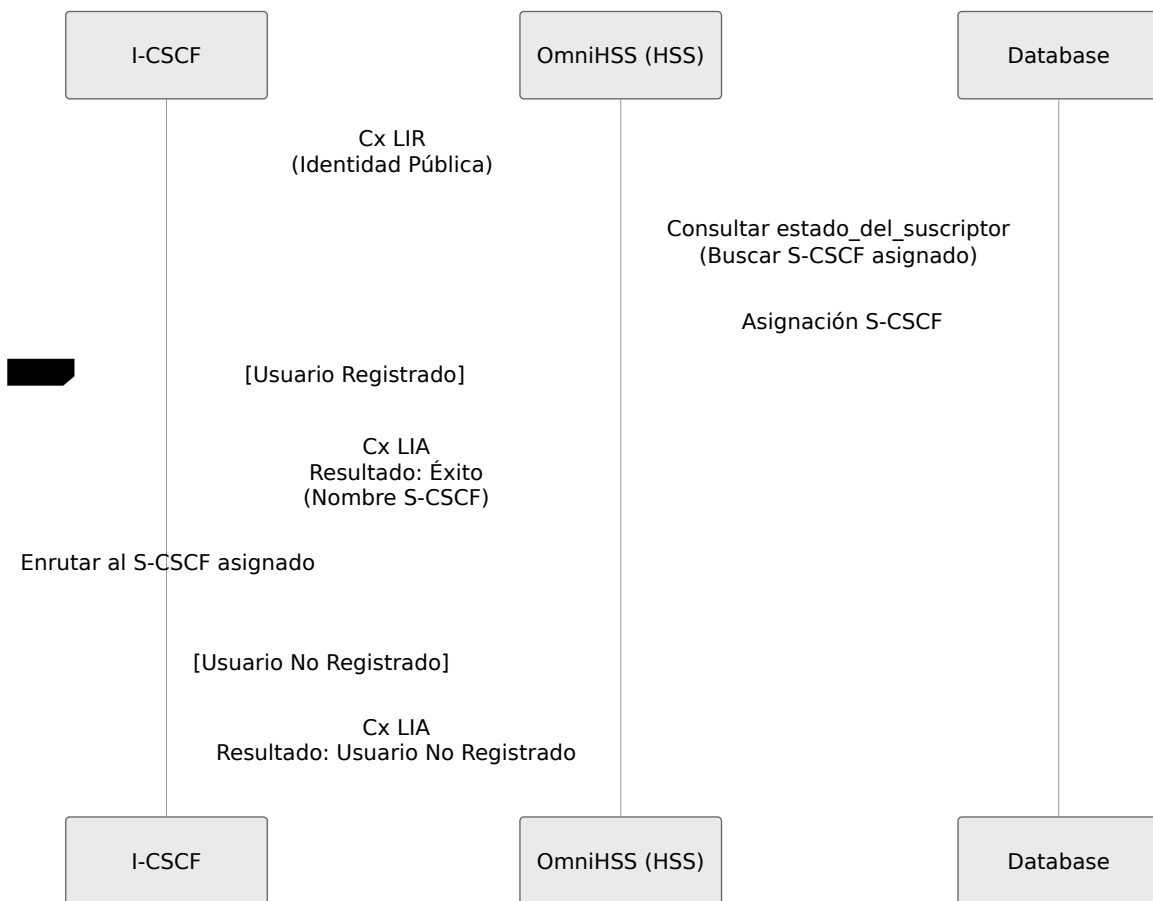 I-CSCF
OmniHSS (HSS)
Database
Cx LIR
(Identidad Pública)
Consultar estado_del_suscriptor
(Buscar S-CSCF asignado)
Asignación S-CSCF
[Usuario Registrado]
Cx LIA
Resultado: Éxito
(Nombre S-CSCF)
Enrutar al S-CSCF asignado
[Usuario No Registrado]
Cx LIA
Resultado: Usuario No Registrado
I-CSCF
OmniHSS (HSS)
Database